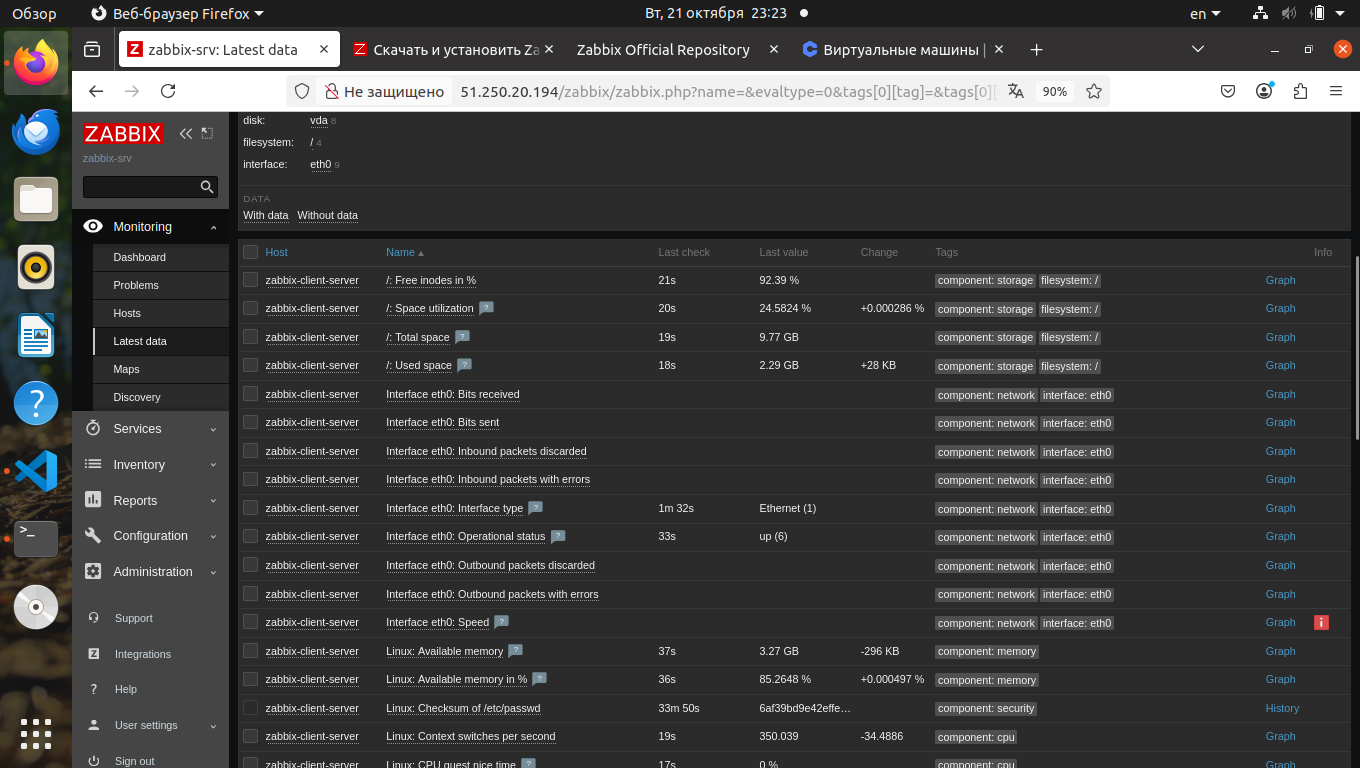 Обзор Веб-браузер Firefox Вт, 21 октября 23:23 en
zabbix-srv: Latest data Скачать и установить Za Zabbix Official Repository Виртуальные машины |
Не защищено 51.250.20.194/zabbix/zabbix.php?name=&evaltype=0&tags[0][tag]=&tags[0][ 90%
ZABBIX
zabbix-srv
Monitoring
Dashboard
Problems
Hosts
Latest data
Maps
Discovery
Services
Inventory
Reports
Configuration
Administration
Support
Integrations
Help
User settings
Sign out
disk: vda 8
filesystem: / 4
interface: eth0 9
DATA
With data Without data
Host Name Last check Last value Change Tags Info
zabbix-client-server /: Free inodes in % 21s 92.39 % component: storage filesystem: / Graph
zabbix-client-server /: Space utilization ? 20s 24.5824 % +0.000286 % component: storage filesystem: / Graph
zabbix-client-server /: Total space ? 19s 9.77 GB component: storage filesystem: / Graph
zabbix-client-server /: Used space ? 18s 2.29 GB +28 KB component: storage filesystem: / Graph
zabbix-client-server Interface eth0: Bits received component: network interface: eth0 Graph
zabbix-client-server Interface eth0: Bits sent component: network interface: eth0 Graph
zabbix-client-server Interface eth0: Inbound packets discarded component: network interface: eth0 Graph
zabbix-client-server Interface eth0: Inbound packets with errors component: network interface: eth0 Graph
zabbix-client-server Interface eth0: Interface type ? 1m 32s Ethernet (1) component: network interface: eth0 Graph
zabbix-client-server Interface eth0: Operational status ? 33s up (6) component: network interface: eth0 Graph
zabbix-client-server Interface eth0: Outbound packets discarded component: network interface: eth0 Graph
zabbix-client-server Interface eth0: Outbound packets with errors component: network interface: eth0 Graph
zabbix-client-server Interface eth0: Speed ? component: network interface: eth0 Graph i
zabbix-client-server Linux: Available memory ? 37s 3.27 GB -296 KB component: memory Graph
zabbix-client-server Linux: Available memory in % ? 36s 85.2648 % +0.000497 % component: memory Graph
zabbix-client-server Linux: Checksum of /etc/passwd 33m 50s 6af39bd9e42effe… component: security History
zabbix-client-server Linux: Context switches per second 19s 350.039 -34.4886 component: cpu Graph
zabbix-client-server Linux: CPU guest nice time ? 17s 0 % component: cpu Graph